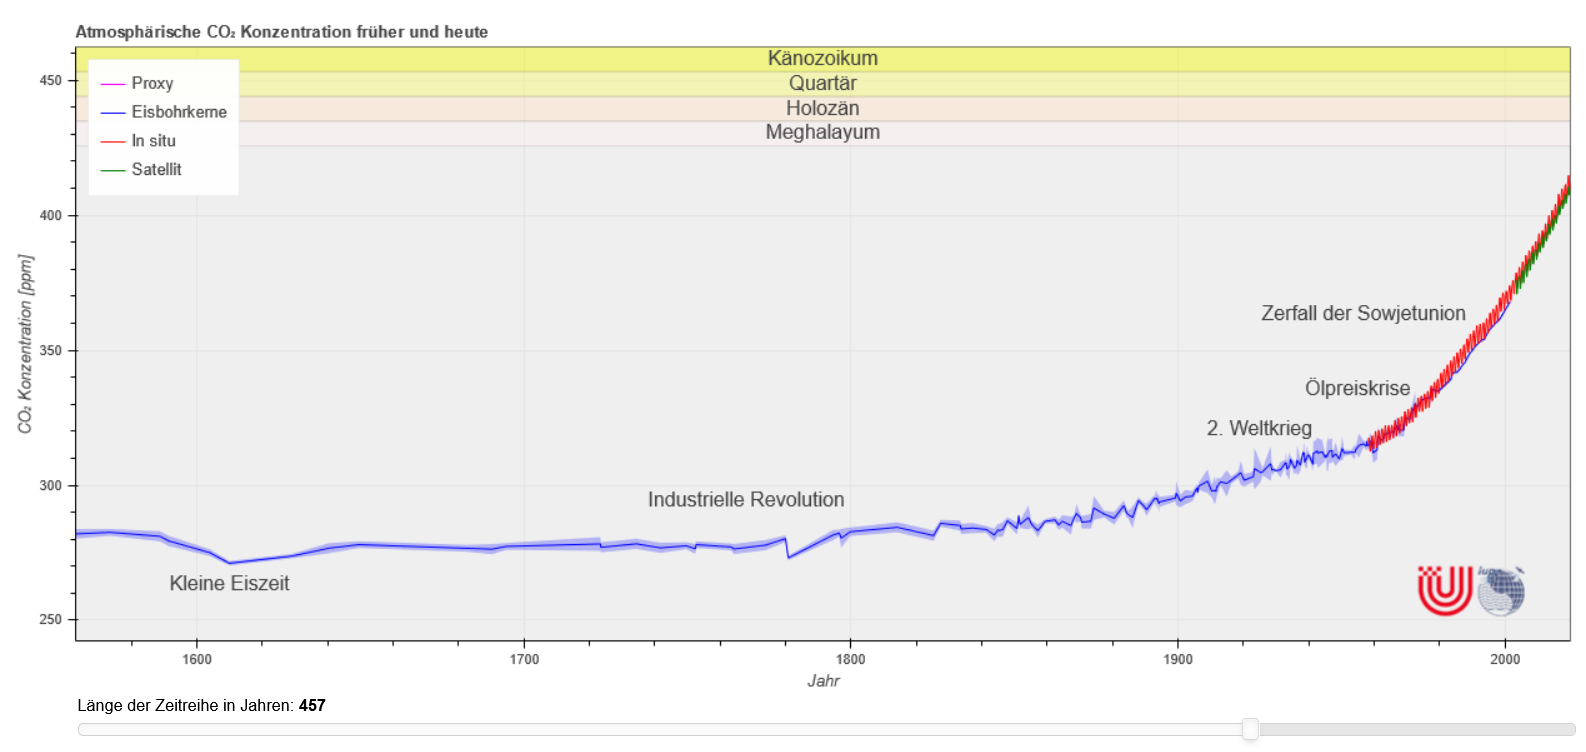 Atmosphärische CO₂ Konzentration früher und heute
Känozoikum
Quartär
Holozän
Meghalayum
Proxy
Eisbohrkerne
In situ
Satellit
450
400
350
300
250
CO₂ Konzentration [ppm]
Zerfall der Sowjetunion
Ölpreiskrise
2. Weltkrieg
Industrielle Revolution
Kleine Eiszeit
1600
1700
1800
1900
2000
Jahr
Länge der Zeitreihe in Jahren: 457